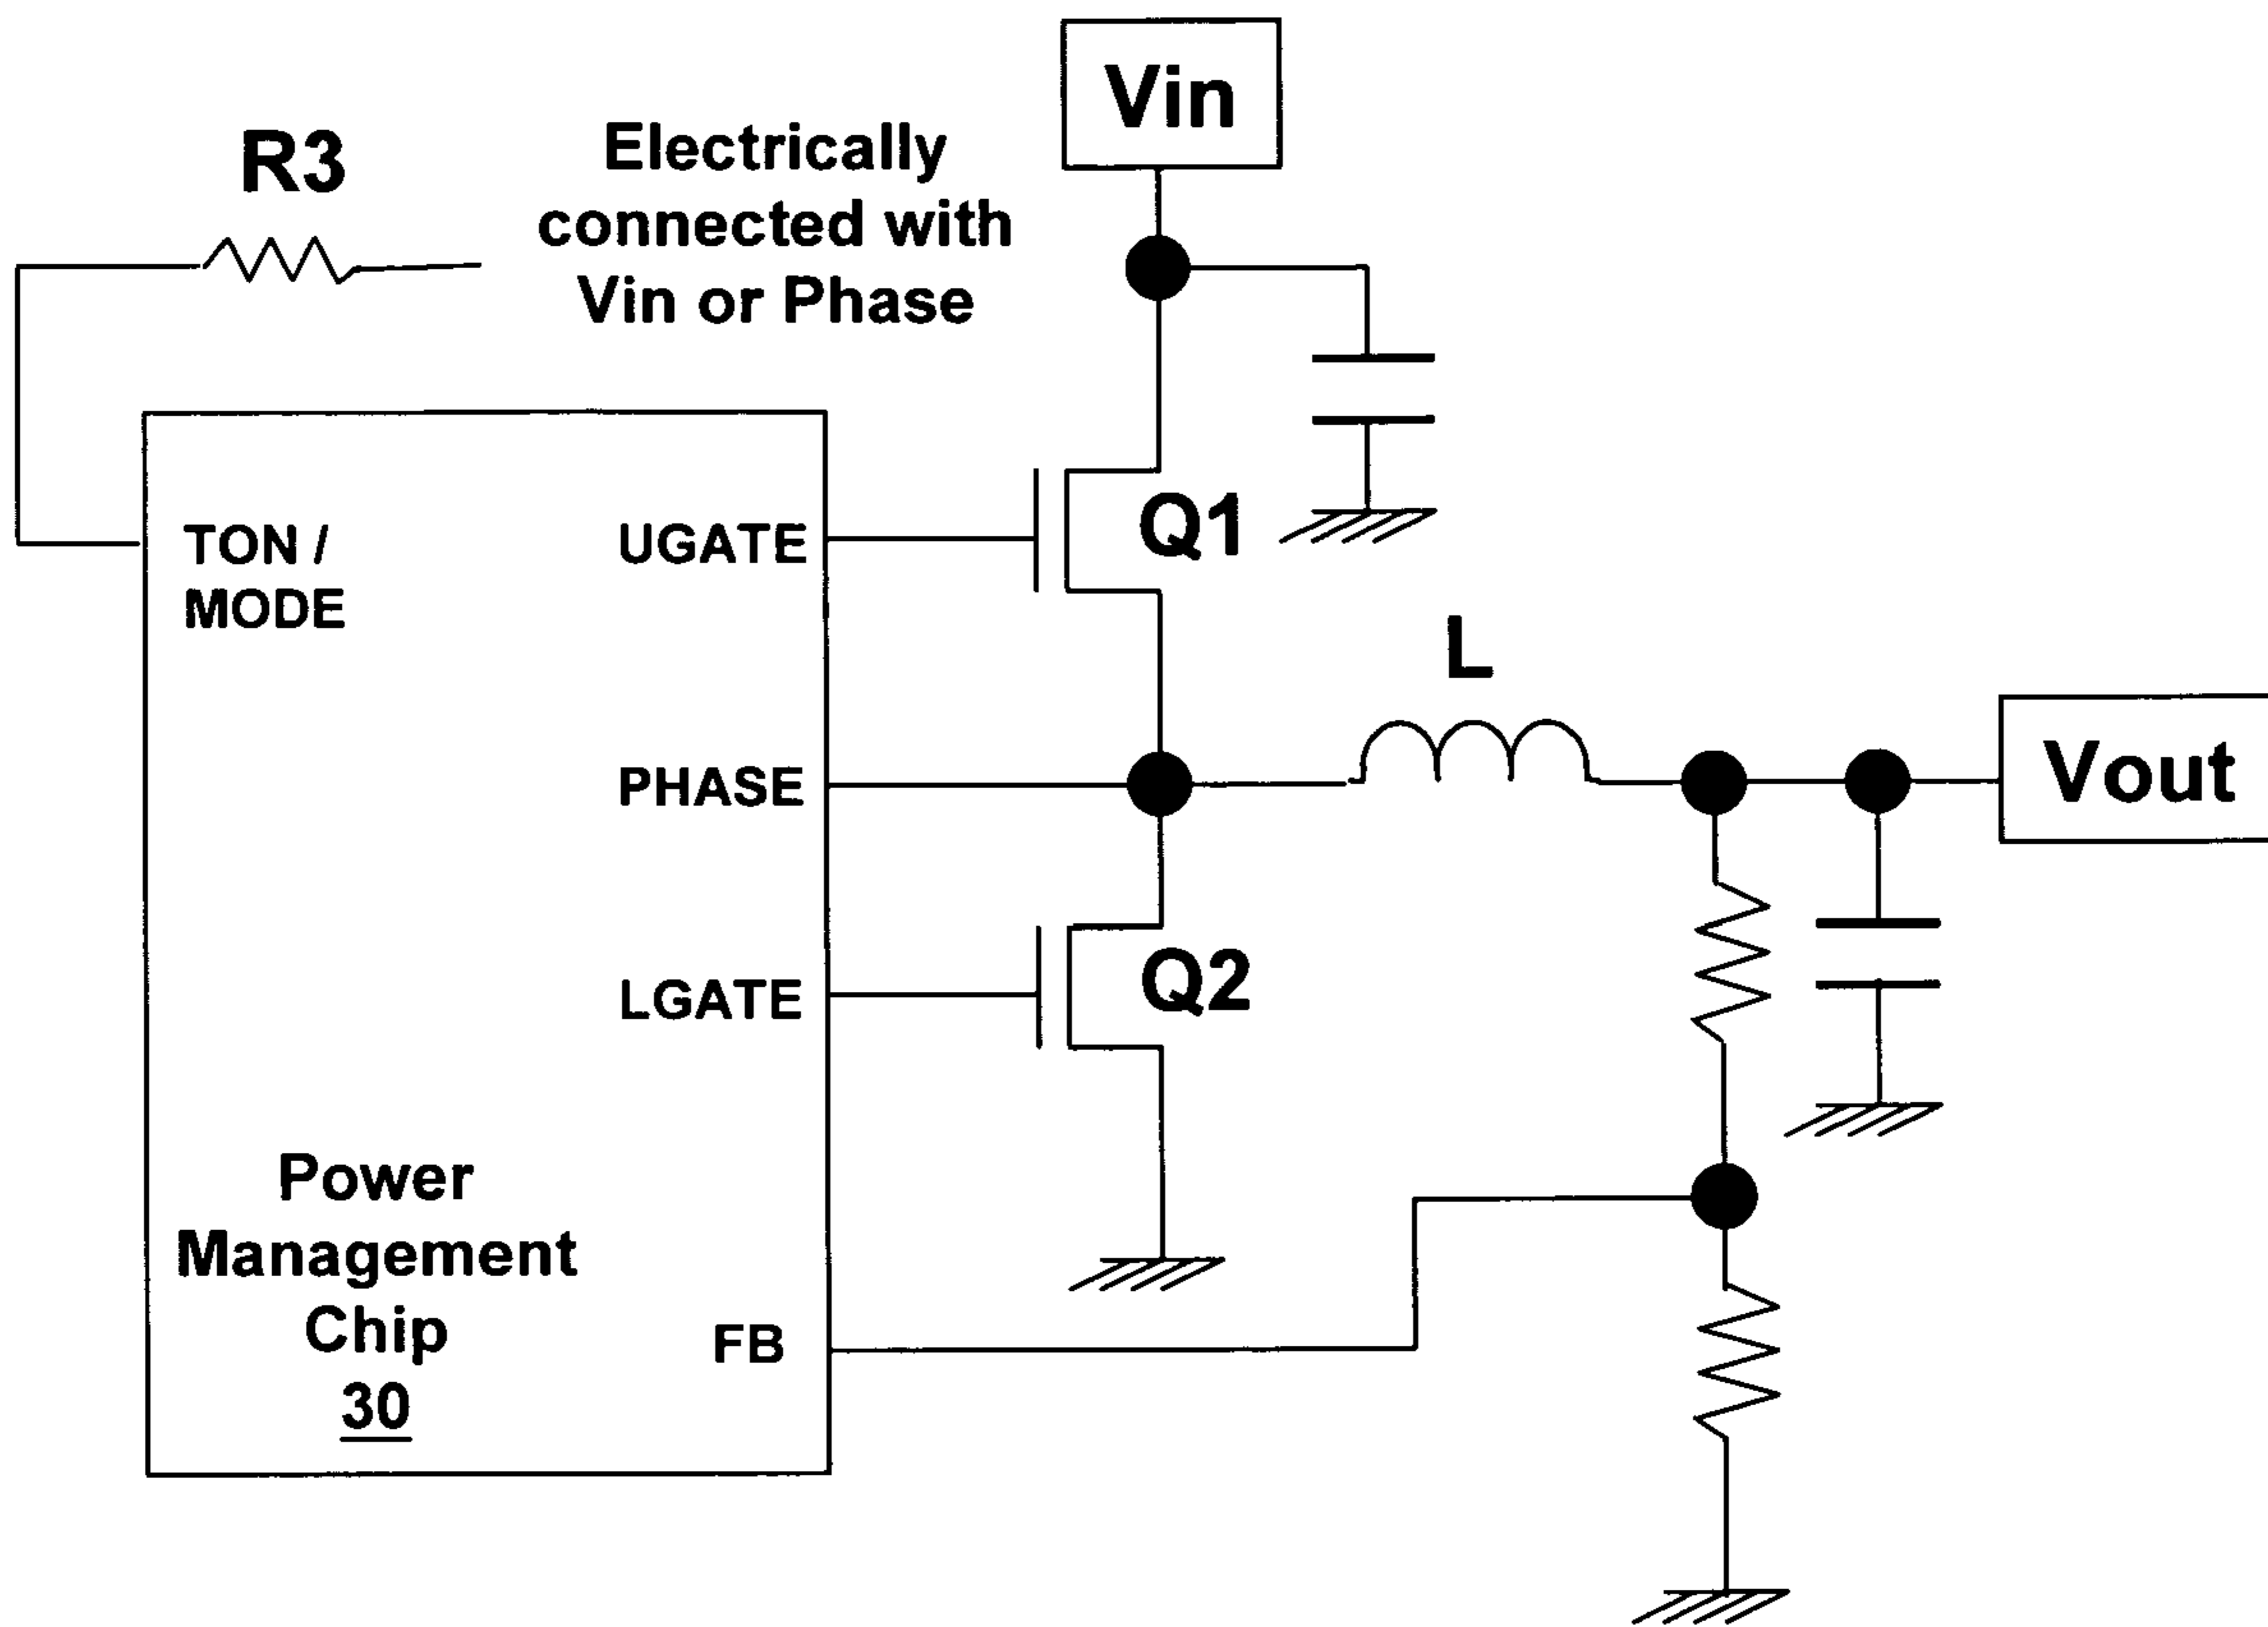 Vin
R3
Electrically
connected with
Vin or Phase
TON /
MODE
UGATE
Q1
L
PHASE
Vout
LGATE
Q2
Power
Management
Chip
30
FB